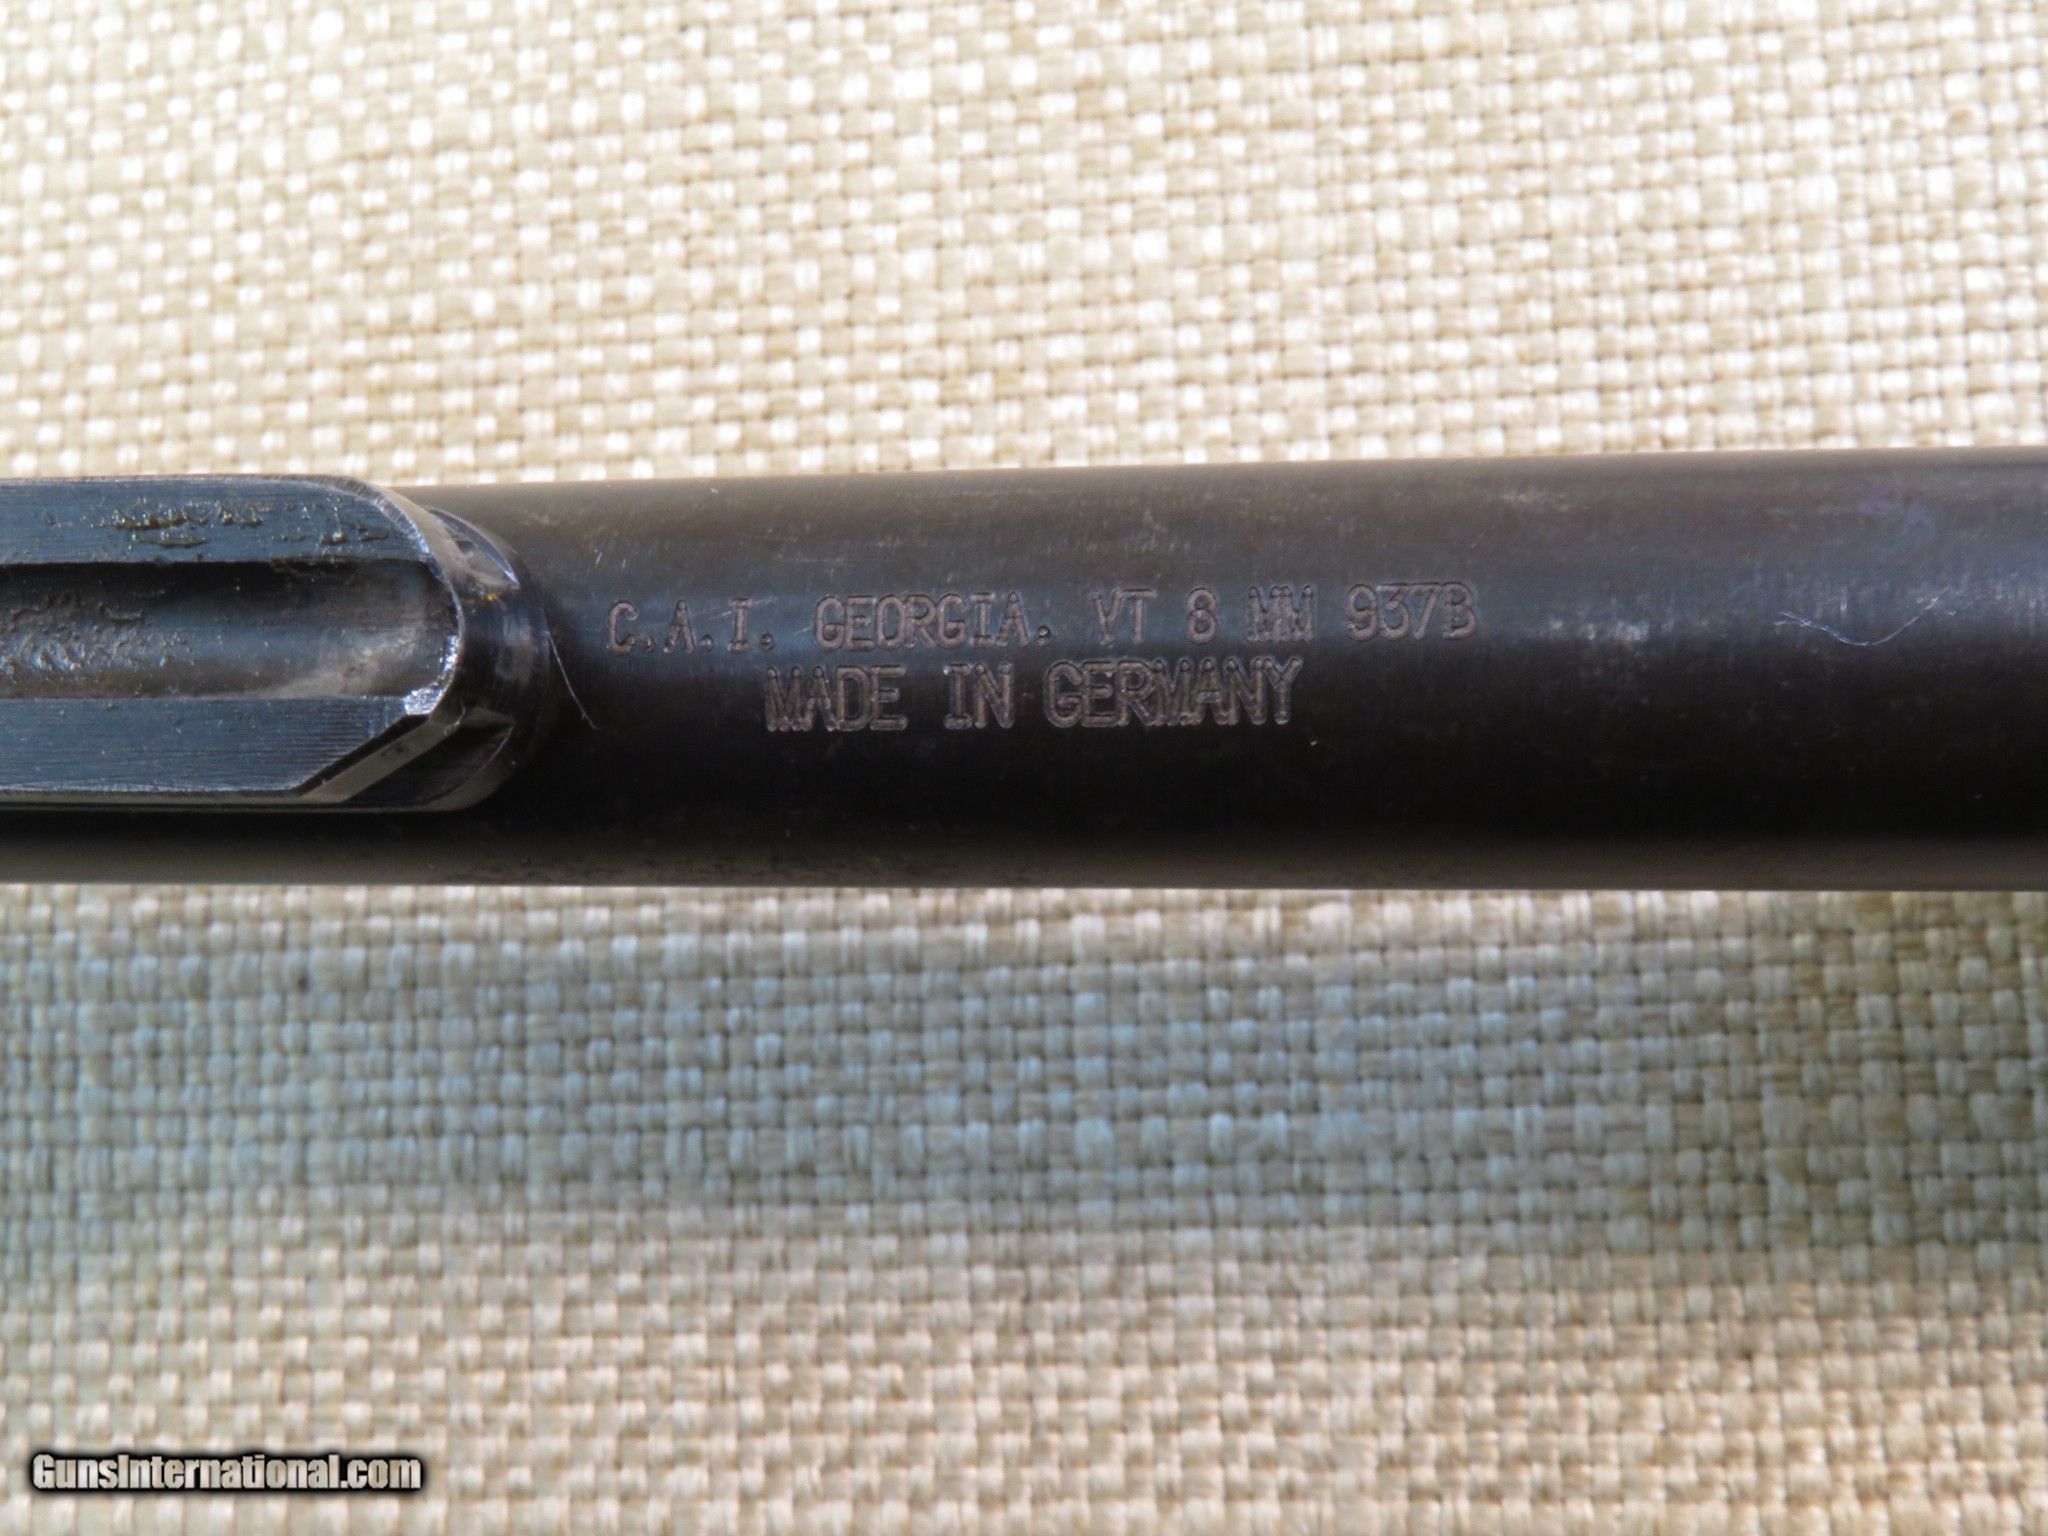 C.A.I. GEORGIA. VT 8 MM 937B
MADE IN GERMANY
GunsInternational.com